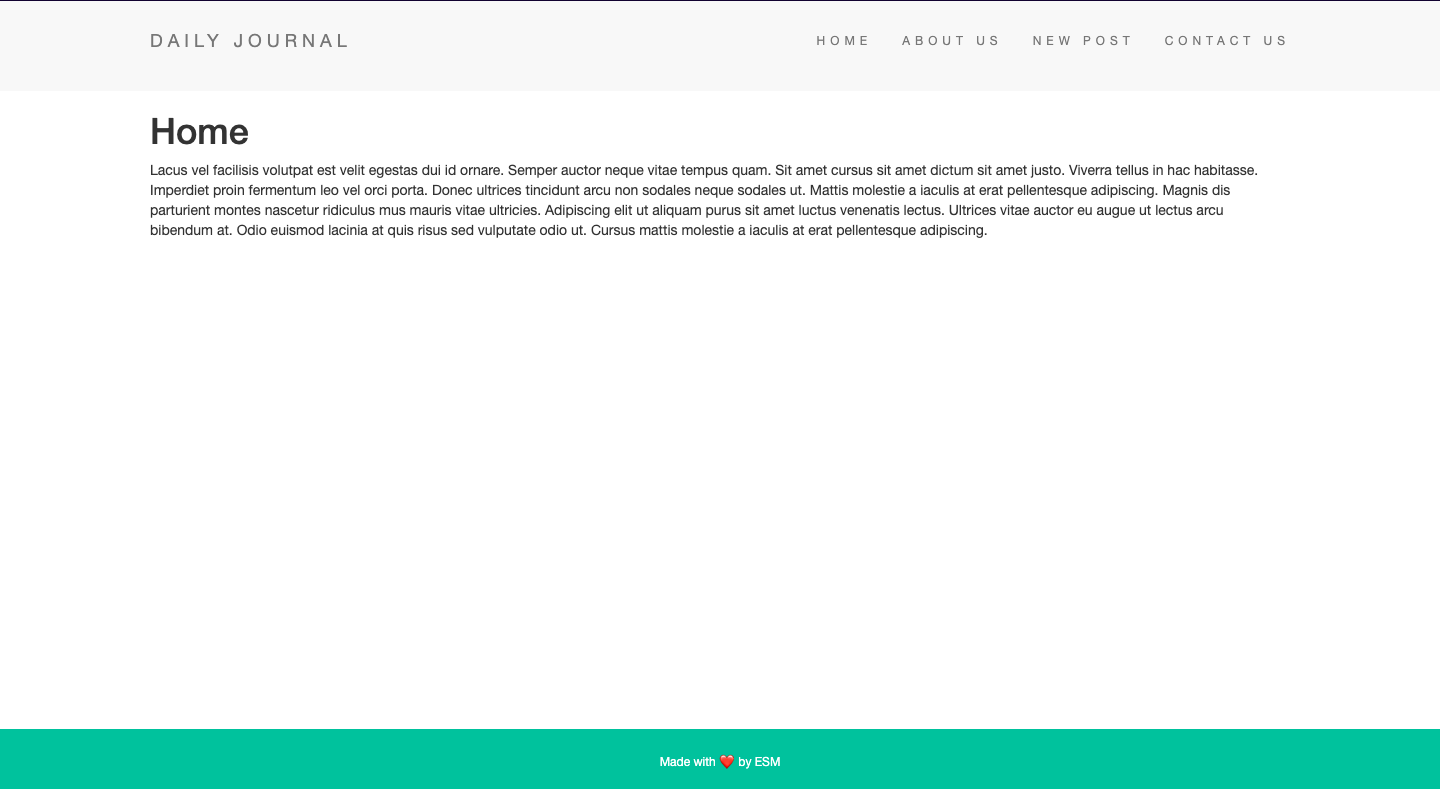 DAILY JOURNAL
HOME ABOUT US NEW POST CONTACT US
Home
Lacus vel facilisis volutpat est velit egestas dui id ornare. Semper auctor neque vitae tempus quam. Sit amet cursus sit amet dictum sit amet justo. Viverra tellus in hac habitasse.
Imperdiet proin fermentum leo vel orci porta. Donec ultrices tincidunt arcu non sodales neque sodales ut. Mattis molestie a iaculis at erat pellentesque adipiscing. Magnis dis
parturient montes nascetur ridiculus mus mauris vitae ultricies. Adipiscing elit ut aliquam purus sit amet luctus venenatis lectus. Ultrices vitae auctor eu augue ut lectus arcu
bibendum at. Odio euismod lacinia at quis risus sed vulputate odio ut. Cursus mattis molestie a iaculis at erat pellentesque adipiscing.
Made with ❤️ by ESM